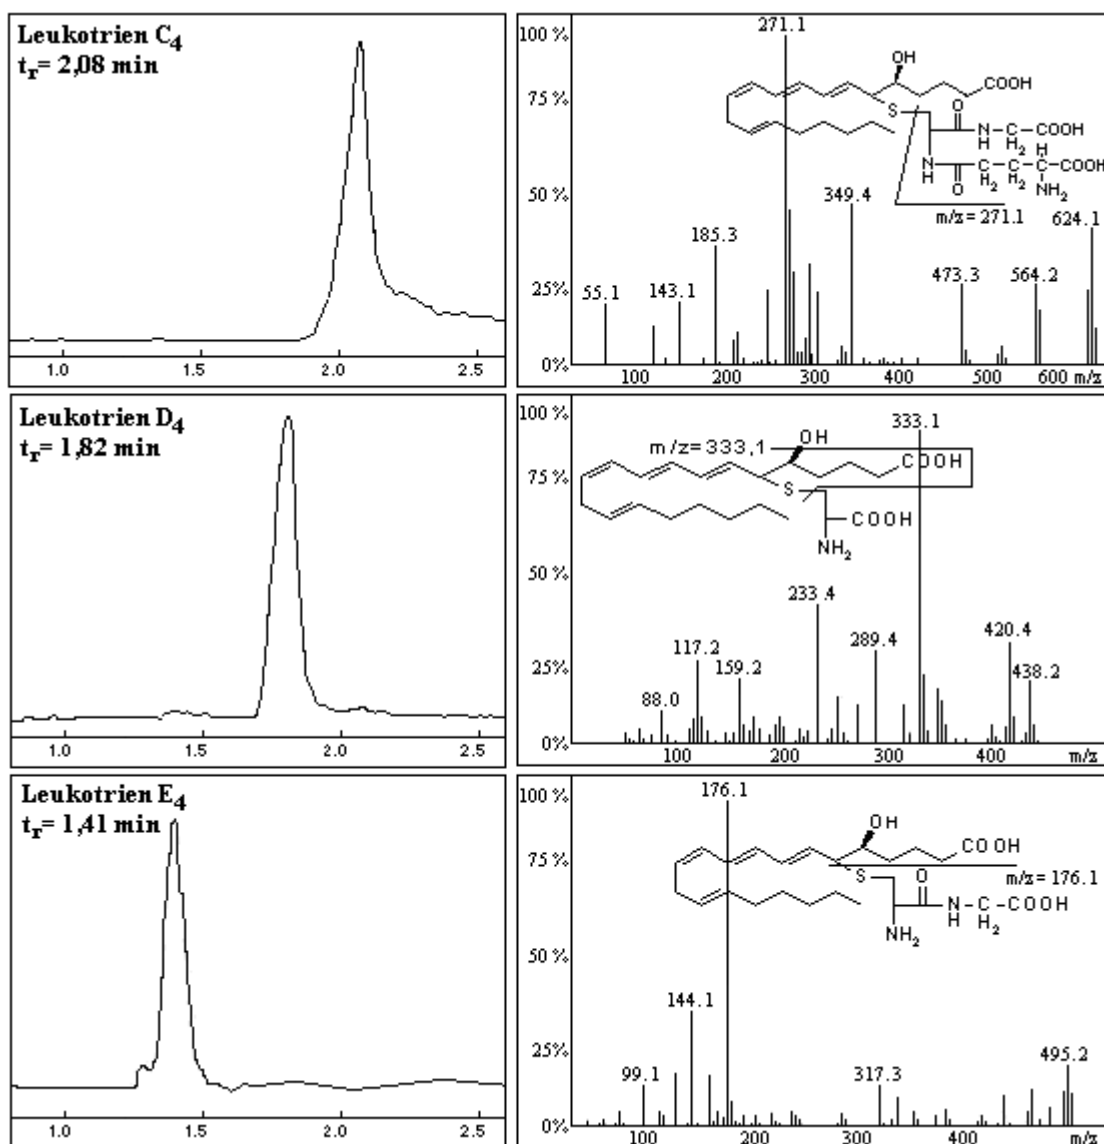 Leukotrien C4
tr= 2,08 min
1.0 1.5 2.0 2.5
100 %
75%
50 %
25%
0%
271.1
OH
COOH
S
O
N
H
C
H2
COOH
H
N
H
O
C
H2
C
H2
C
H
COOH
NH2
m/z= 271.1
349.4
624.1
185.3
473.3
564.2
55.1
143.1
100 200 300 400 500 600 m/z
Leukotrien D4
tr= 1,82 min
1.0 1.5 2.0 2.5
100 %
75%
50 %
25%
0%
333.1
m/z=333,1
OH
COOH
S
COOH
NH2
233.4
420.4
289.4
438.2
117.2
159.2
88.0
100 200 300 400 m/z
Leukotrien E4
tr= 1,41 min
1.0 1.5 2.0 2.5
100 %
75%
50 %
25%
0%
176.1
OH
COOH
m/z= 176.1
S
O
N
H
C
H2
COOH
NH2
144.1
99.1
317.3
495.2
100 200 300 400 m/z